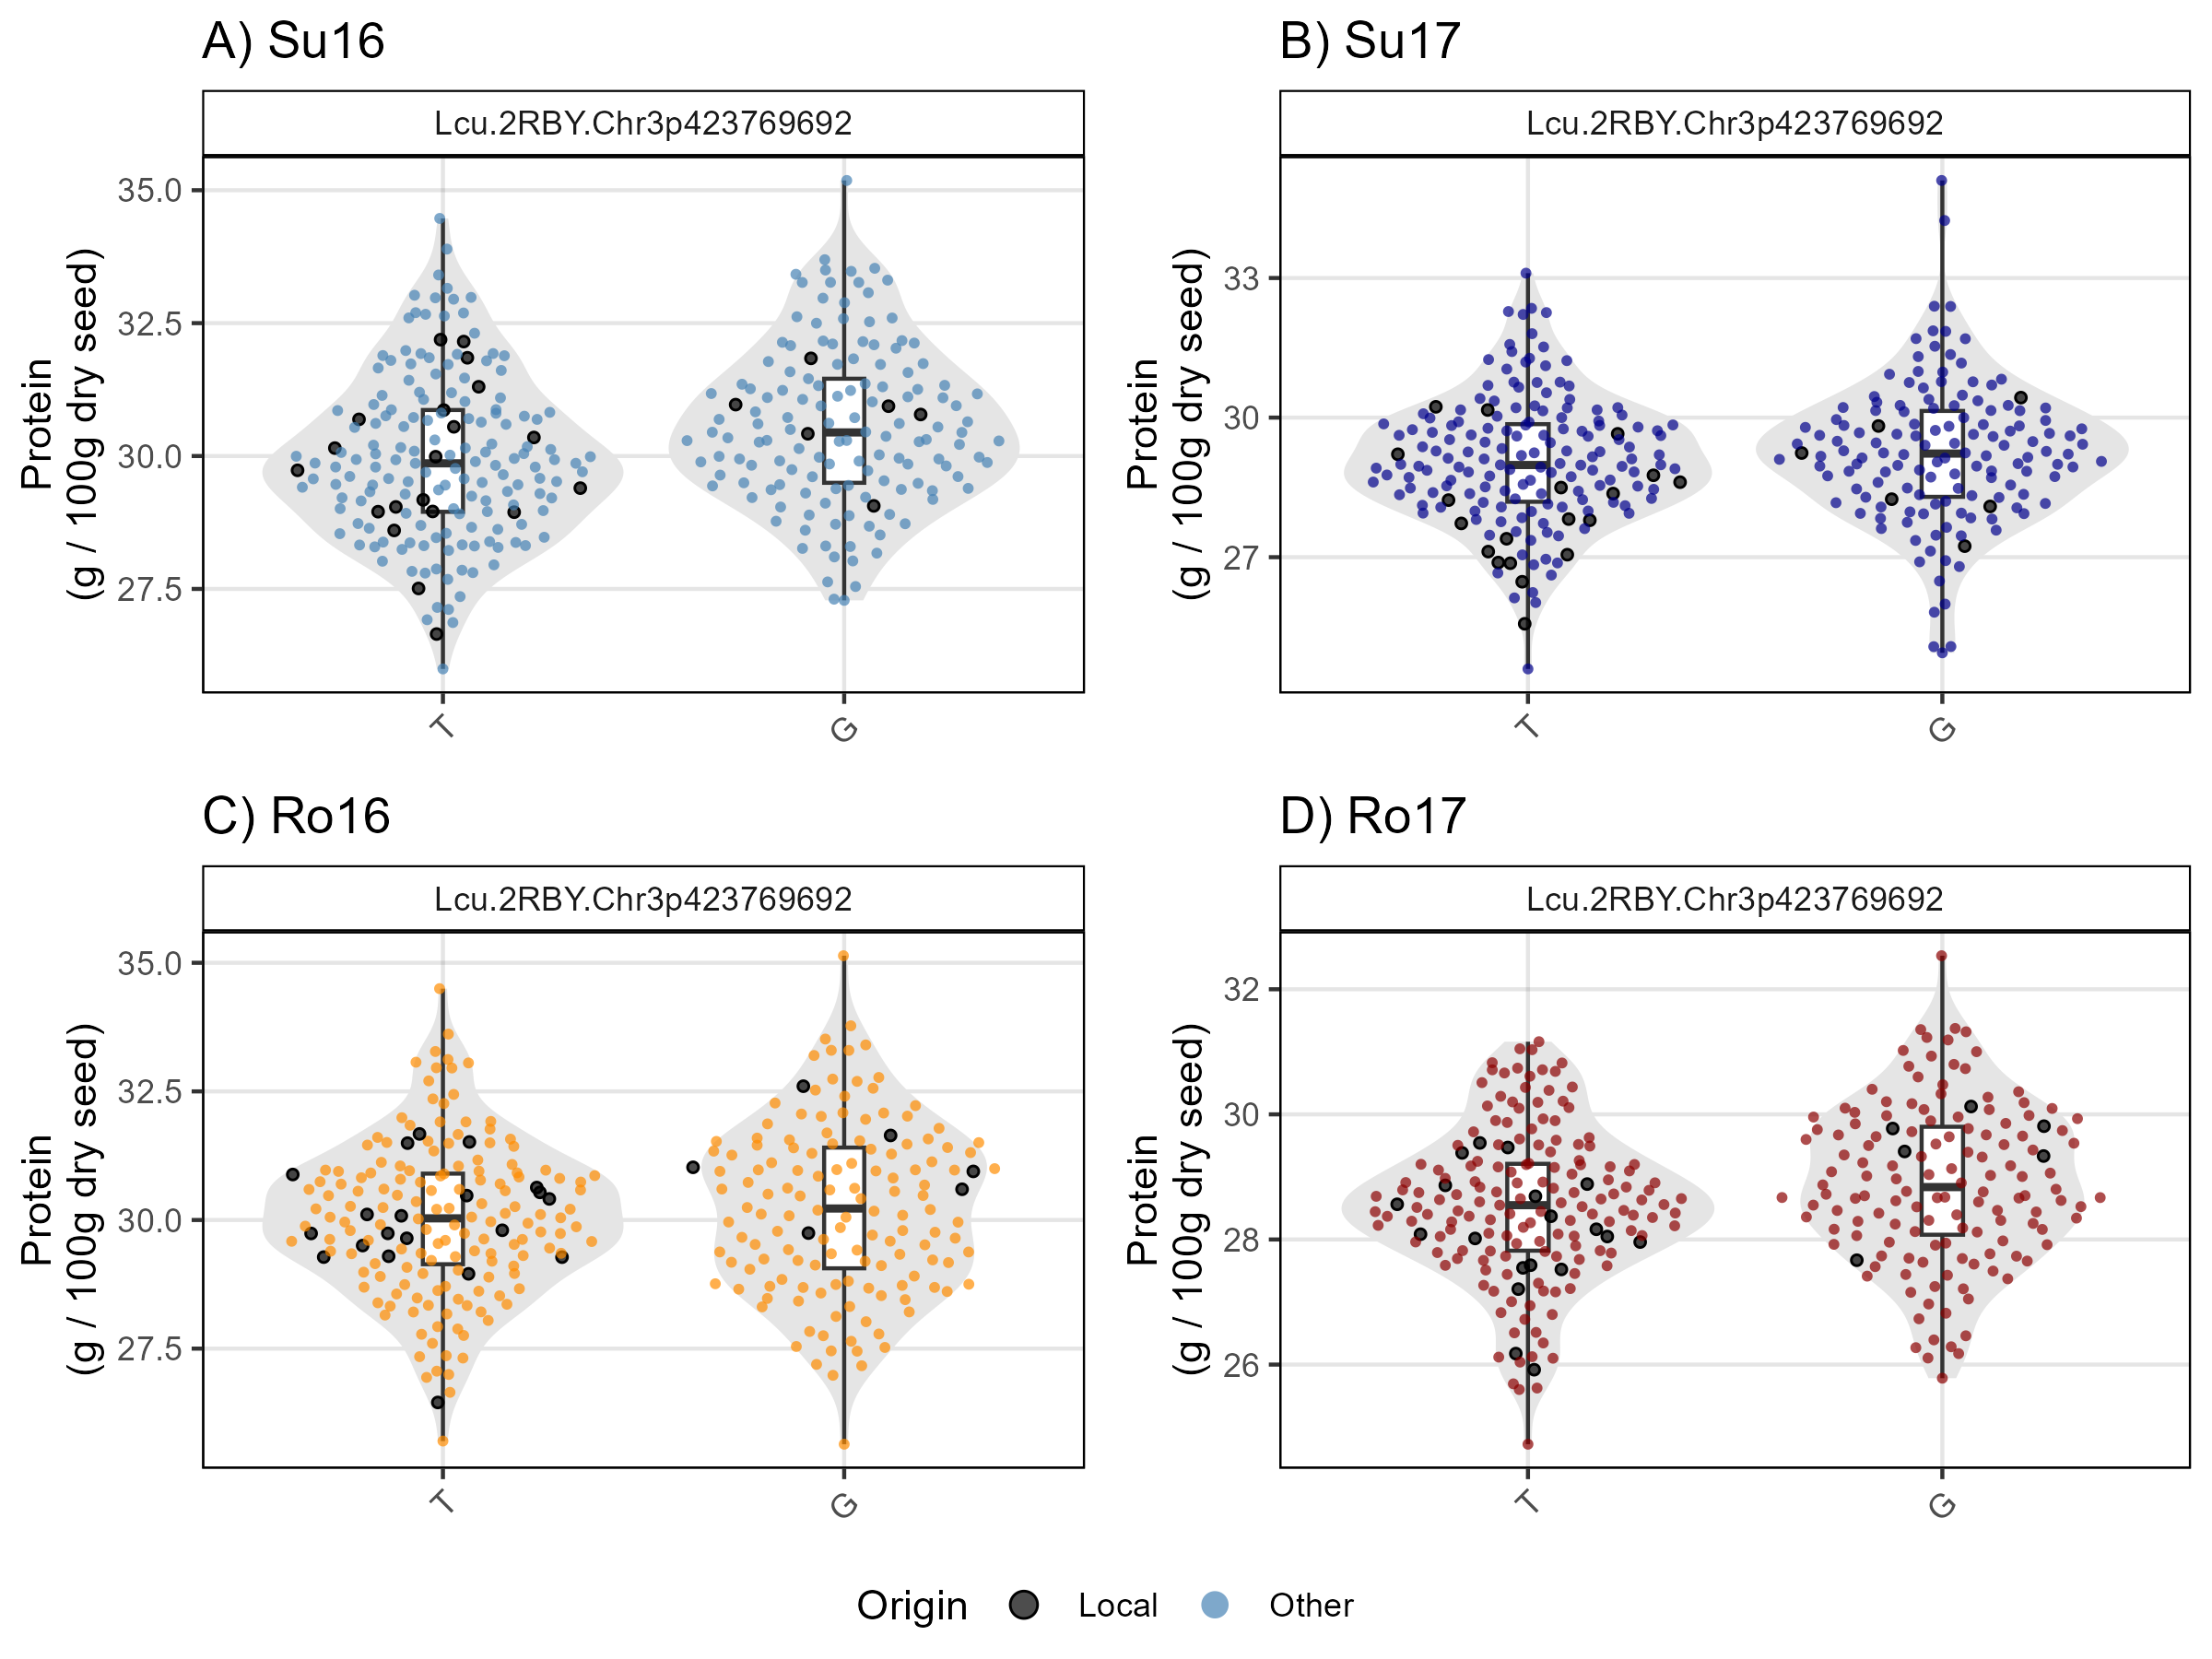 A) Su16
Lcu.2RBY.Chr3p423769692
Protein
(g / 100g dry seed)
35.0
32.5
30.0
27.5
T
G
B) Su17
Lcu.2RBY.Chr3p423769692
Protein
(g / 100g dry seed)
33
30
27
T
G
C) Ro16
Lcu.2RBY.Chr3p423769692
Protein
(g / 100g dry seed)
35.0
32.5
30.0
27.5
T
G
D) Ro17
Lcu.2RBY.Chr3p423769692
Protein
(g / 100g dry seed)
32
30
28
26
T
G
Origin Local Other